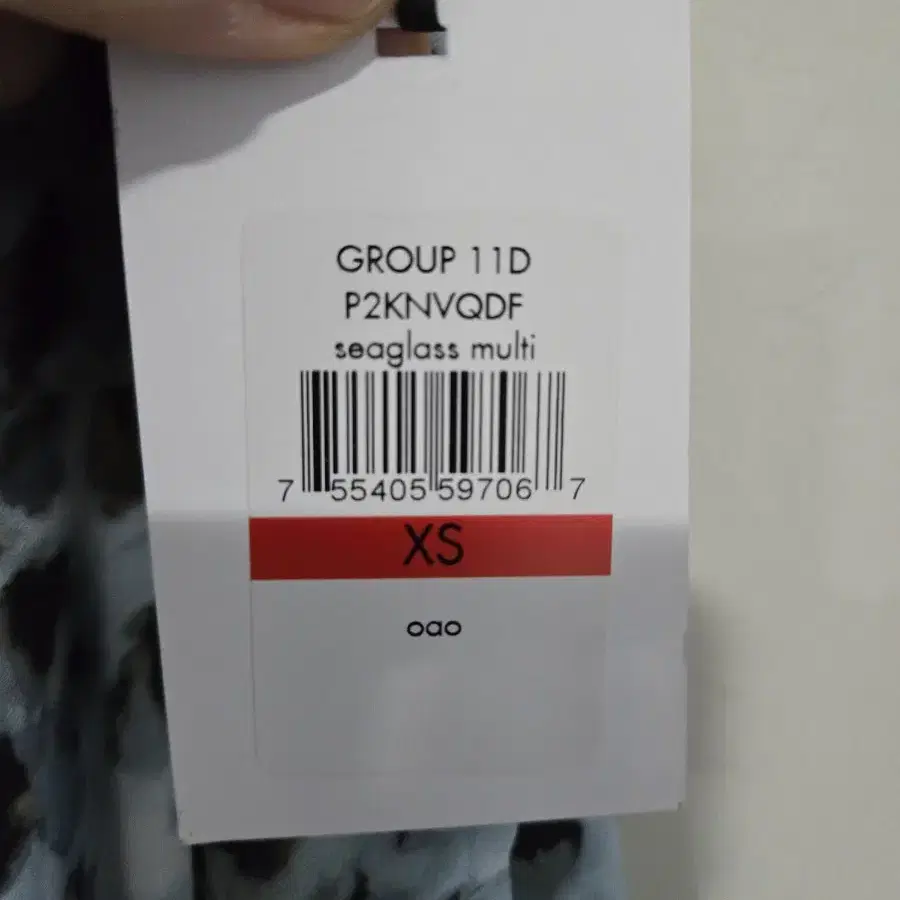 GROUP 11D
P2KNVQDF
seaglass multi
7 55405 59706 7
XS
oao